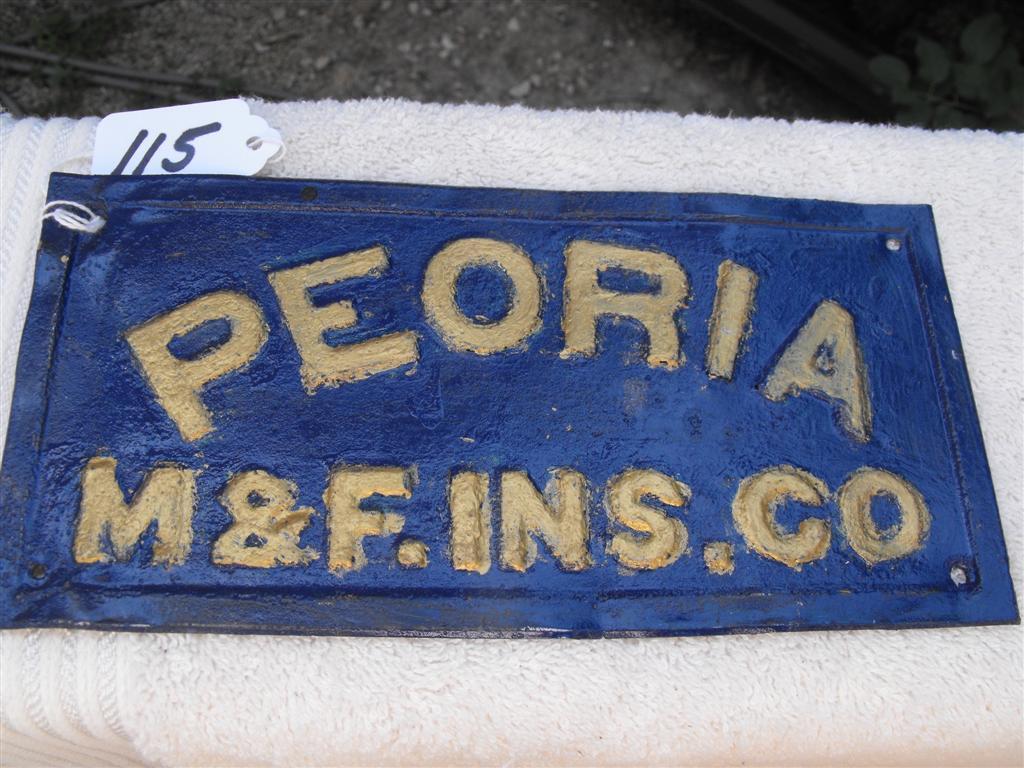 115
PEORIA
M & F. INS. CO